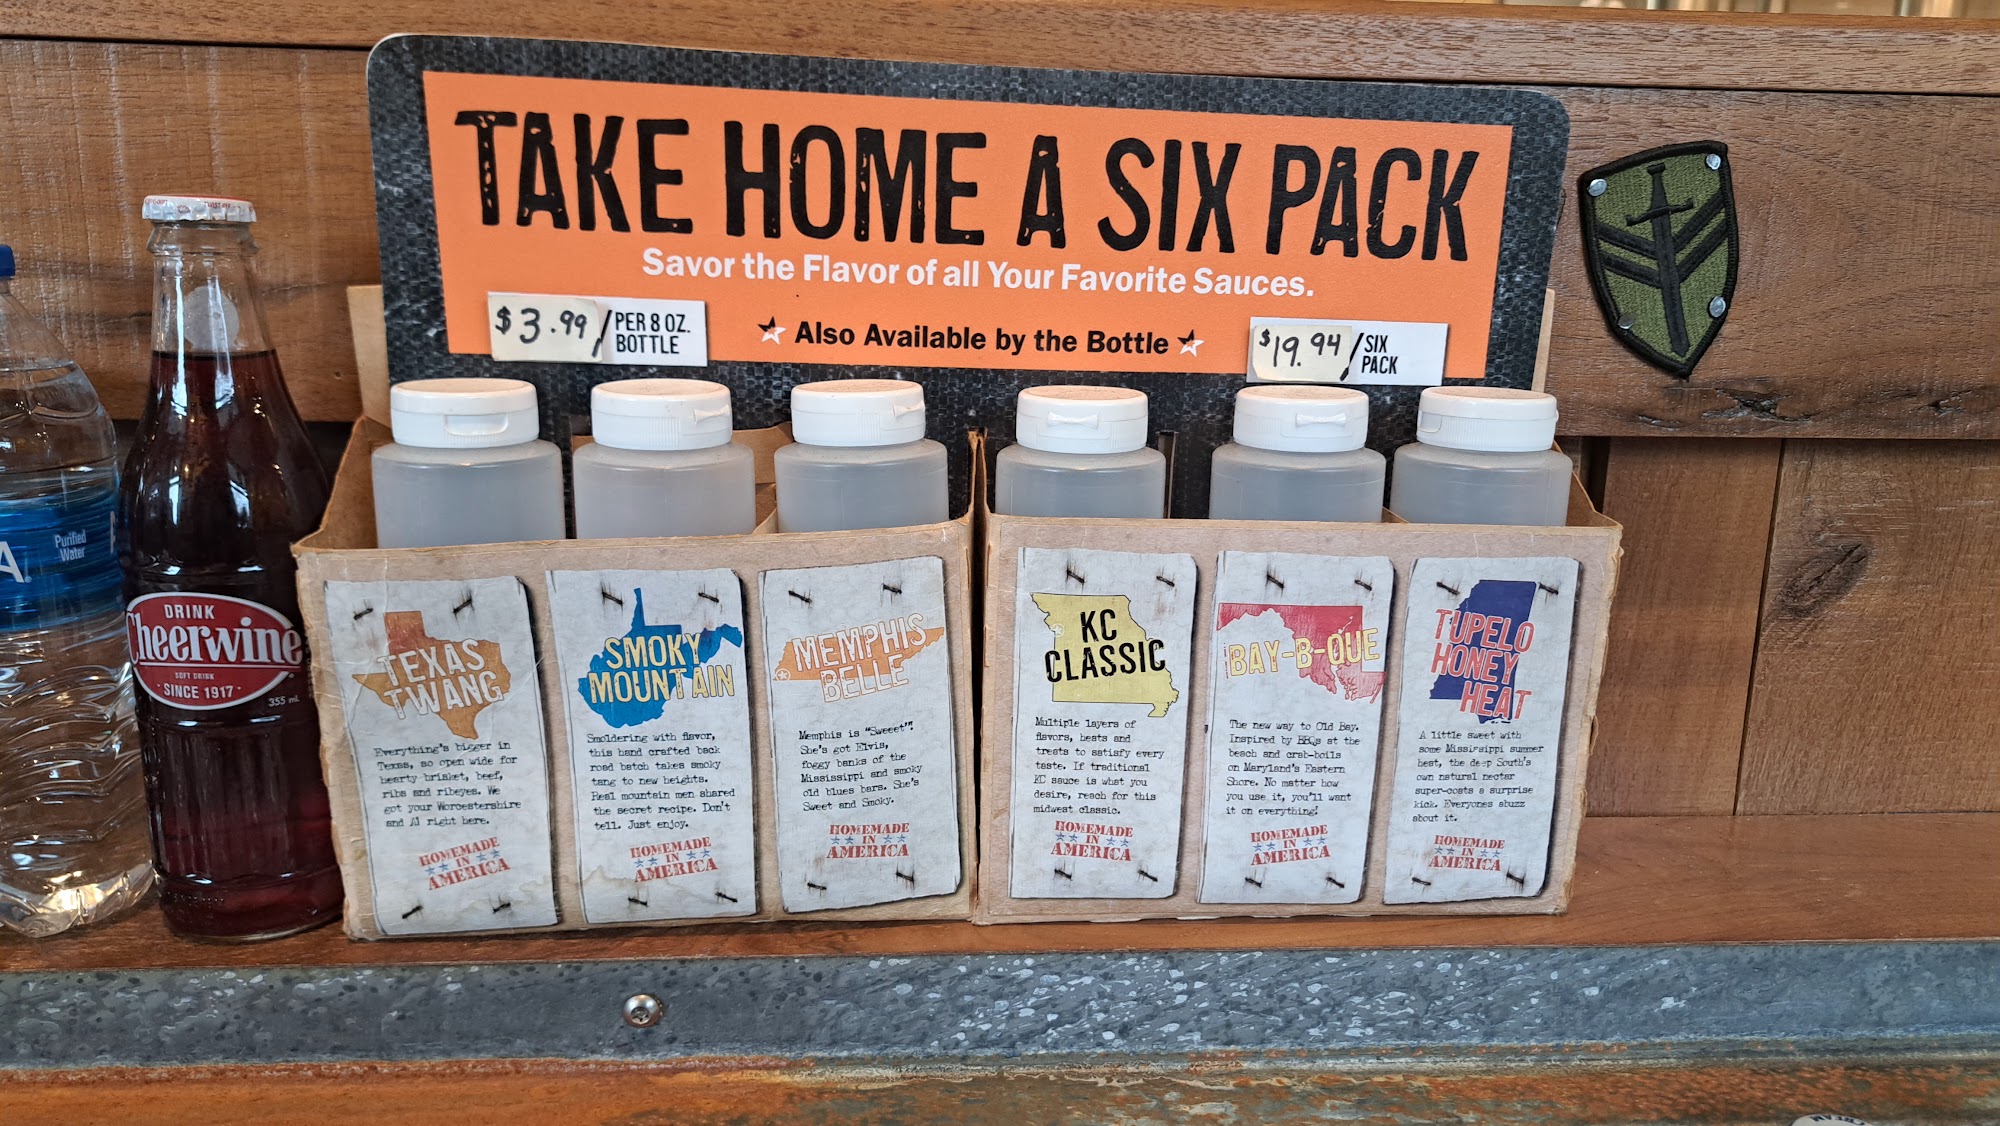 TAKE HOME A SIX PACK
Savor the Flavor of all Your Favorite Sauces.
$3.99/PER 8 OZ.
BOTTLE
Also Available by the Bottle
$19.94/SIX
PACK
TWIST
A
Purified
Water
DRINK
Cheerwine
SOFT DRINK
SINCE 1917
355 mL
TEXAS
TWANG
Everything's bigger in
Texas, so open wide for
hearty brisket, beef,
ribs and ribeyes. We
got your Worcestershire
and A1 right here.
HOMEMADE
IN
AMERICA
SMOKY
MOUNTAIN
Smoldering with flavor,
this hand crafted back
road batch takes smoky
tang to new heights.
Real mountain men shared
the secret recipe. Don't
tell. Just enjoy.
HOMEMADE
IN
AMERICA
MEMPHIS
BELLE
Memphis is "Sweeet"!
She's got Elvis,
foggy banks of the
Mississippi and smoky
old blues bars. She's
Sweet and Smoky.
HOMEMADE
IN
AMERICA
KC
CLASSIC
Multiple layers of
flavors, heats and
treats to satisfy every
taste. If traditional
KC sauce is what you
desire, reach for this
midwest classic.
HOMEMADE
IN
AMERICA
BAY-B-QUE
The new way to Old Bay.
Inspired by BBQs at the
beach and crab-boils
on Maryland's Eastern
Shore. No matter how
you use it, you'll want
it on everything!
HOMEMADE
IN
AMERICA
TUPELO
HONEY
HEAT
A little sweet with
some Mississippi summer
heat, the deep South's
own natural nectar
super-coats a surprise
kick. Everyones abuzz
about it.
HOMEMADE
IN
AMERICA
CREAM